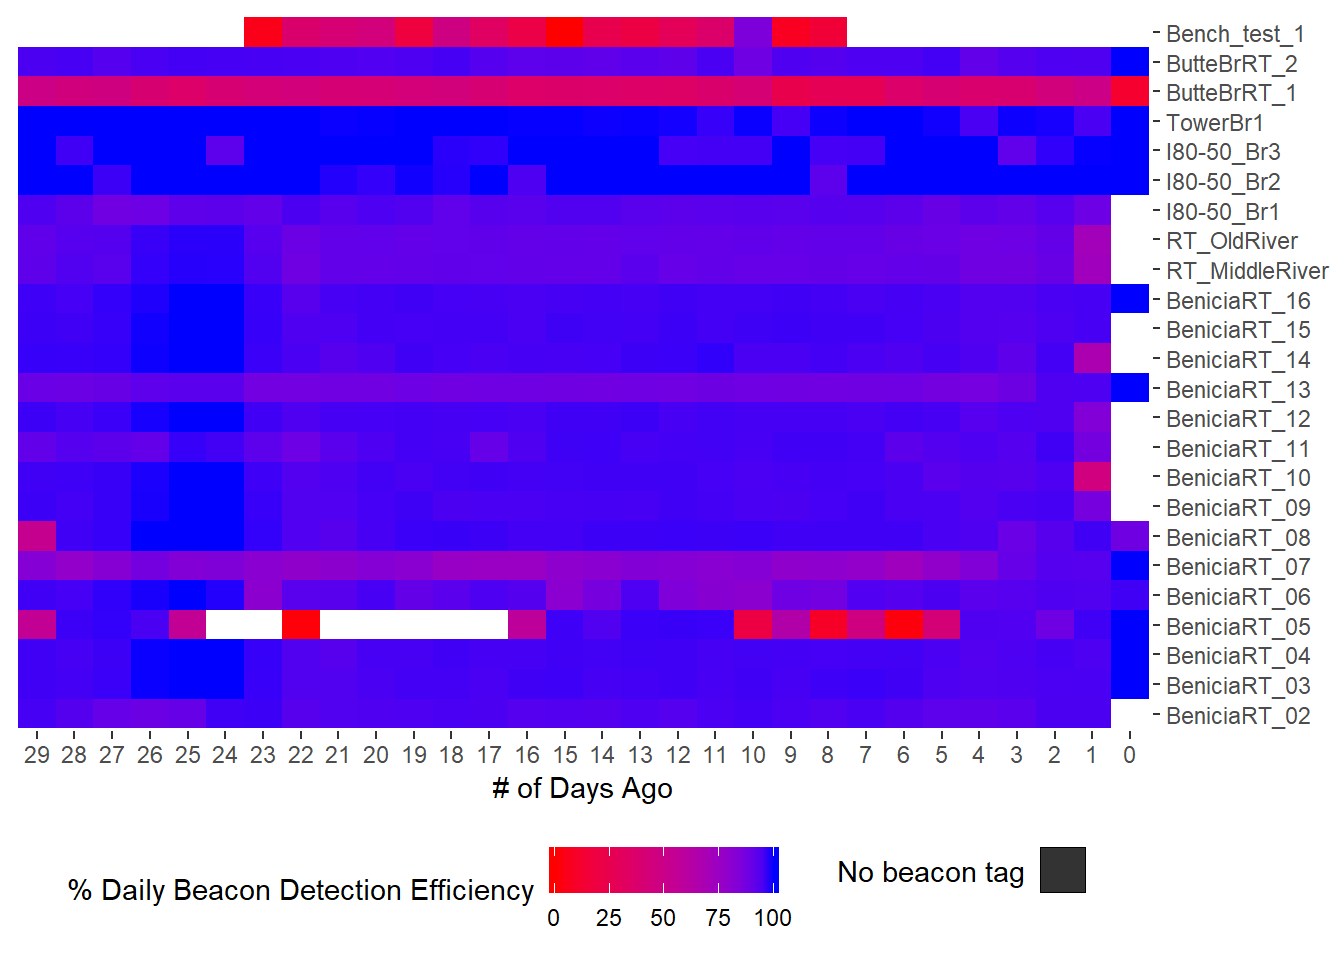 Bench_test_1
ButteBrRT_2
ButteBrRT_1
TowerBr1
I80-50_Br3
I80-50_Br2
I80-50_Br1
RT_OldRiver
RT_MiddleRiver
BeniciaRT_16
BeniciaRT_15
BeniciaRT_14
BeniciaRT_13
BeniciaRT_12
BeniciaRT_11
BeniciaRT_10
BeniciaRT_09
BeniciaRT_08
BeniciaRT_07
BeniciaRT_06
BeniciaRT_05
BeniciaRT_04
BeniciaRT_03
BeniciaRT_02
29 28 27 26 25 24 23 22 21 20 19 18 17 16 15 14 13 12 11 10 9 8 7 6 5 4 3 2 1 0
# of Days Ago
% Daily Beacon Detection Efficiency
0 25 50 75 100
No beacon tag